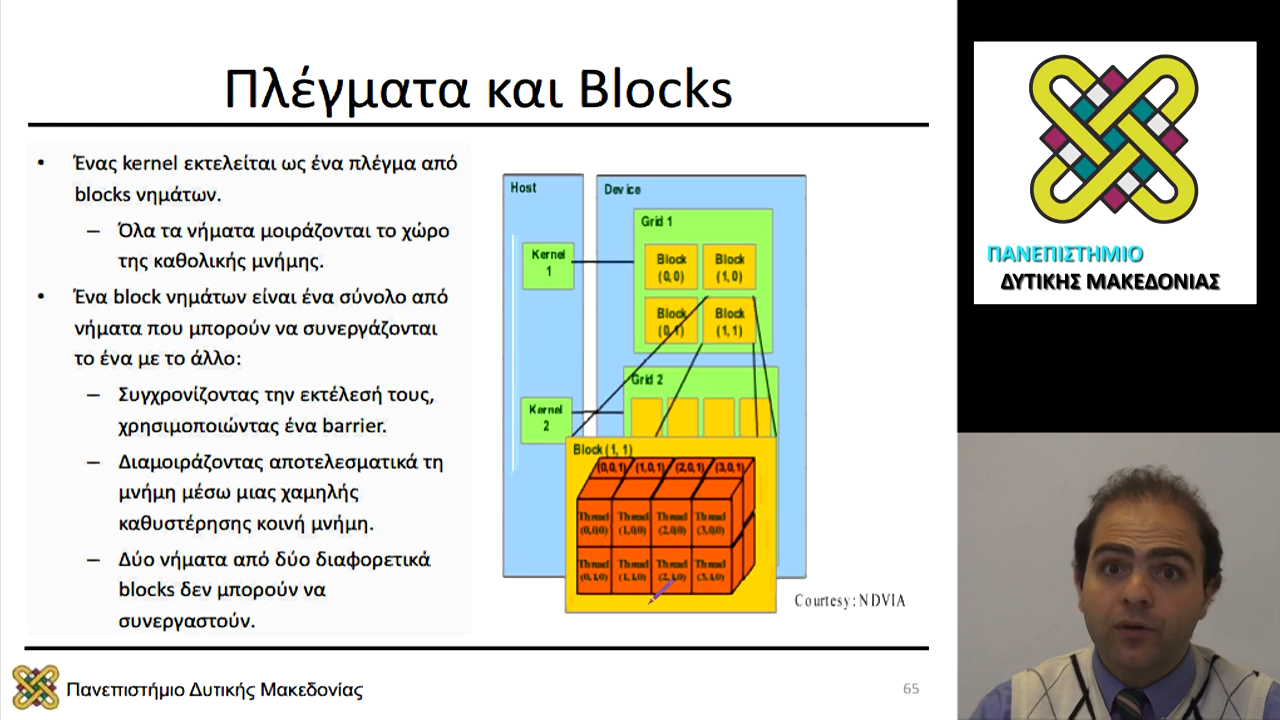 Πλέγματα και Blocks
• Ένας kernel εκτελείται ως ένα πλέγμα από
blocks νημάτων.
– Όλα τα νήματα μοιράζονται το χώρο
της καθολικής μνήμης.
• Ένα block νημάτων είναι ένα σύνολο από
νήματα που μπορούν να συνεργάζονται
το ένα με το άλλο:
– Συγχρονίζοντας την εκτέλεσή τους,
χρησιμοποιώντας ένα barrier.
– Διαμοιράζοντας αποτελεσματικά τη
μνήμη μέσω μιας χαμηλής
καθυστέρησης κοινή μνήμη.
– Δύο νήματα από δύο διαφορετικά
blocks δεν μπορούν να
συνεργαστούν.
Host
Device
Grid 1
Kernel
1
Block
(0, 0)
Block
(1, 0)
Block
(0, 1)
Block
(1, 1)
Grid 2
Kernel
2
Block (1, 1)
(0,0,1) (1,0,1) (2,0,1) (3,0,1)
Thread Thread Thread Thread
(0,0,0) (1,0,0) (2,0,0) (3,0,0)
Thread Thread Thread Thread
(0,1,0) (1,1,0) (2,1,0) (3,1,0)
Courtesy: NDVIA
Πανεπιστήμιο Δυτικής Μακεδονίας
65
ΠΑΝΕΠΙΣΤΗΜΙΟ
ΔΥΤΙΚΗΣ ΜΑΚΕΔΟΝΙΑΣ